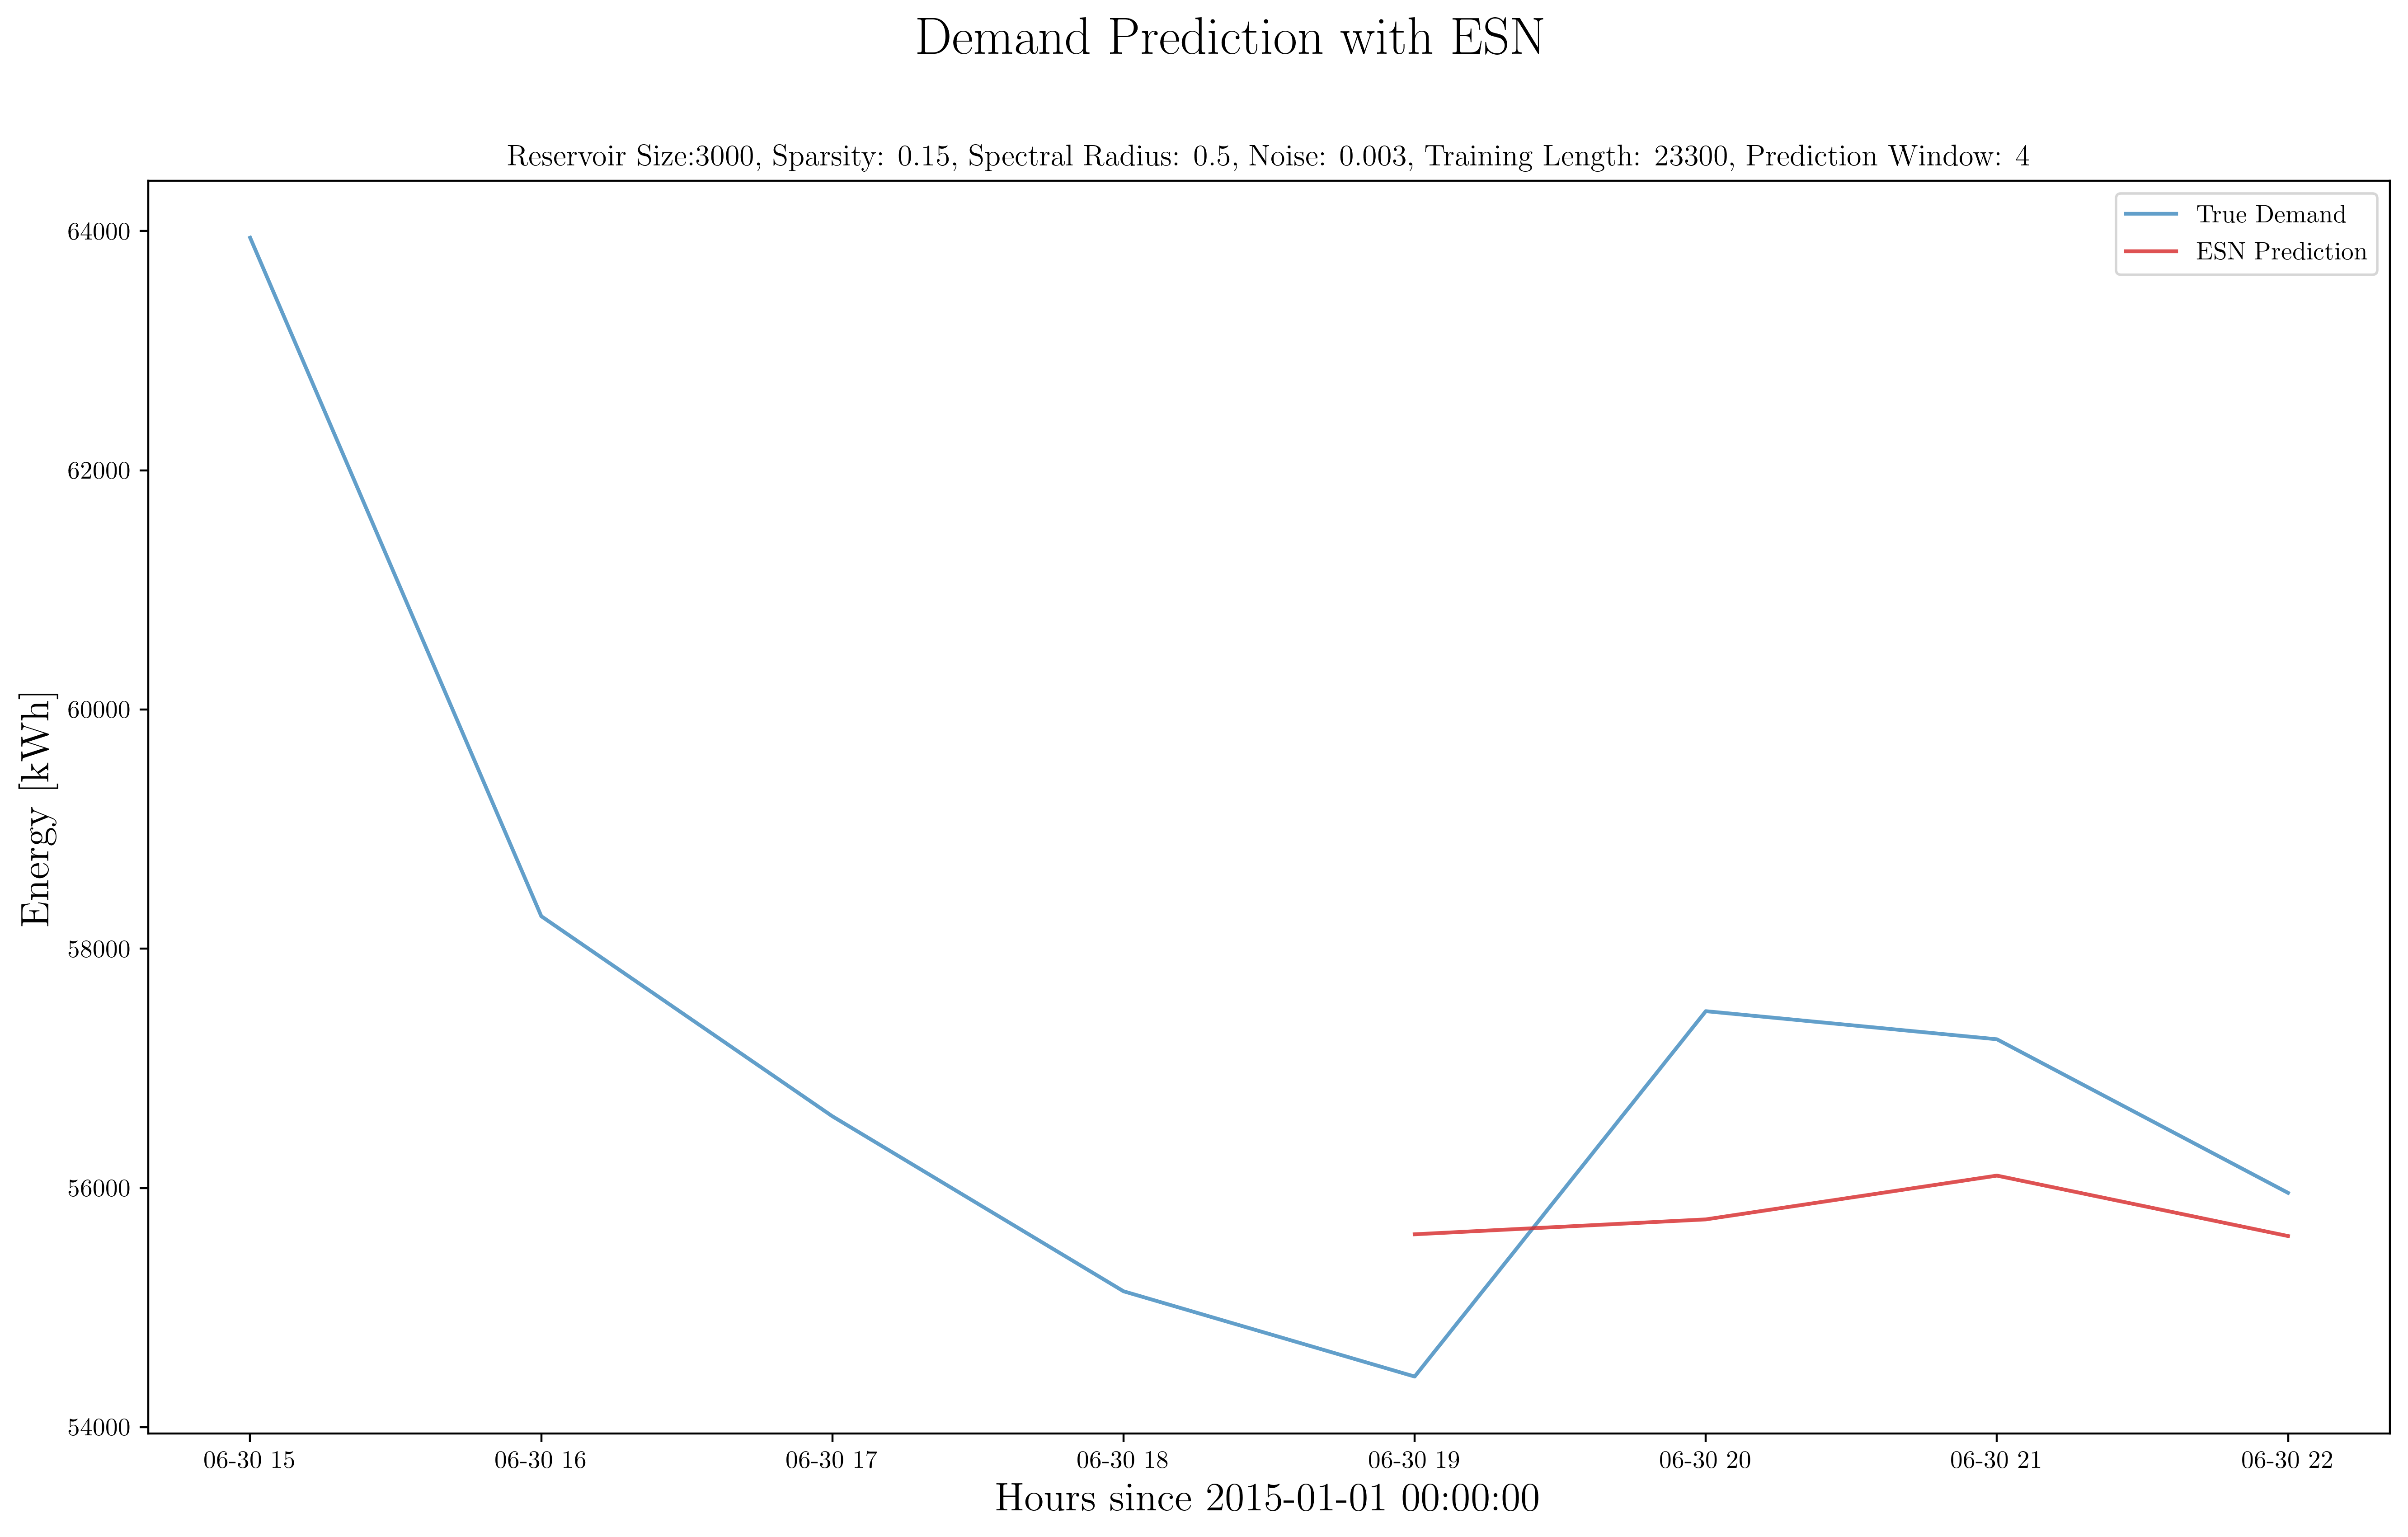 Demand Prediction with ESN
Reservoir Size:3000, Sparsity: 0.15, Spectral Radius: 0.5, Noise: 0.003, Training Length: 23300, Prediction Window: 4
True Demand
ESN Prediction
Energy [kWh]
64000
62000
60000
58000
56000
54000
06-30 15
06-30 16
06-30 17
06-30 18
06-30 19
06-30 20
06-30 21
06-30 22
Hours since 2015-01-01 00:00:00